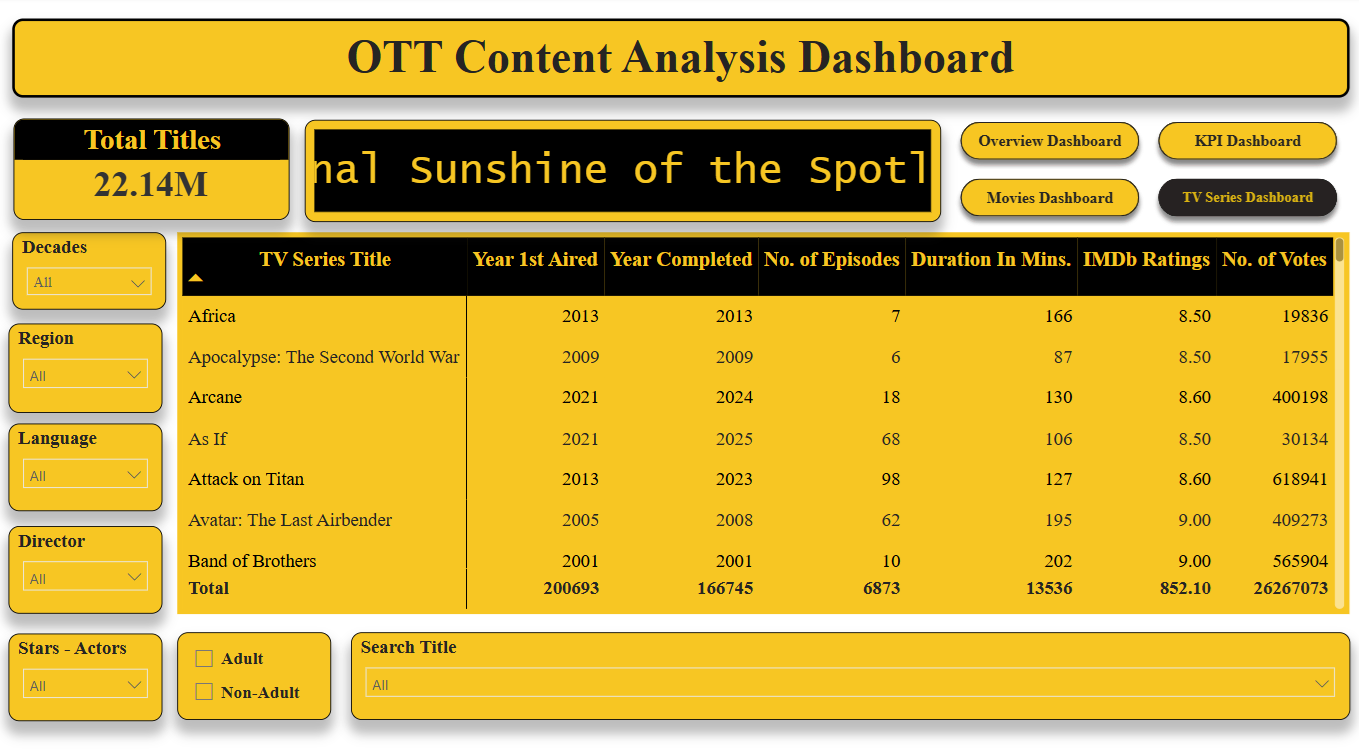 OTT Content Analysis Dashboard
Total Titles
22.14M
nal Sunshine of the Spotl
Overview Dashboard
KPI Dashboard
Movies Dashboard
TV Series Dashboard
Decades
All
Region
All
Language
All
Director
All
Stars - Actors
All
TV Series Title Year 1st Aired Year Completed No. of Episodes Duration In Mins. IMDb Ratings No. of Votes
Africa 2013 2013 7 166 8.50 19836
Apocalypse: The Second World War 2009 2009 6 87 8.50 17955
Arcane 2021 2024 18 130 8.60 400198
As If 2021 2025 68 106 8.50 30134
Attack on Titan 2013 2023 98 127 8.60 618941
Avatar: The Last Airbender 2005 2008 62 195 9.00 409273
Band of Brothers 2001 2001 10 202 9.00 565904
Total 200693 166745 6873 13536 852.10 26267073
Adult
Non-Adult
Search Title
All